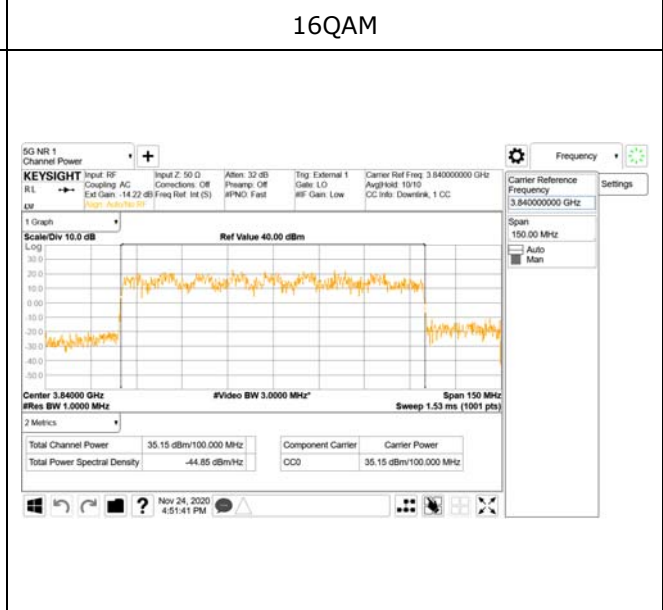 16QAM
5G NR 1
Channel Power
Frequency
KEYSIGHT
RL
Input: RF
Coupling: AC
Ext Gain: -14.22 dB
Align: Auto/No RF
Input Z: 50 Ω
Corrections: Off
Freq Ref: Int (S)
Atten: 32 dB
Preamp: Off
#PNO: Fast
Trig: External 1
Gate: LO
#IF Gain: Low
Carrier Ref Freq: 3.840000000 GHz
Avg|Hold: 10/10
CC Info: Downlink, 1 CC
Carrier Reference
Frequency
3.840000000 GHz
Settings
Span
150.00 MHz
Auto
Man
1 Graph
Scale/Div 10.0 dB
Ref Value 40.00 dBm
Log
30.0
20.0
10.0
0.00
-10.0
-20.0
-30.0
-40.0
-50.0
Center 3.84000 GHz
#Video BW 3.0000 MHz*
Span 150 MHz
#Res BW 1.0000 MHz
Sweep 1.53 ms (1001 pts)
2 Metrics
Total Channel Power 35.15 dBm/100.000 MHz
Total Power Spectral Density -44.85 dBm/Hz
Component Carrier Carrier Power
CC0 35.15 dBm/100.000 MHz
?
Nov 24, 2020
4:51:41 PM